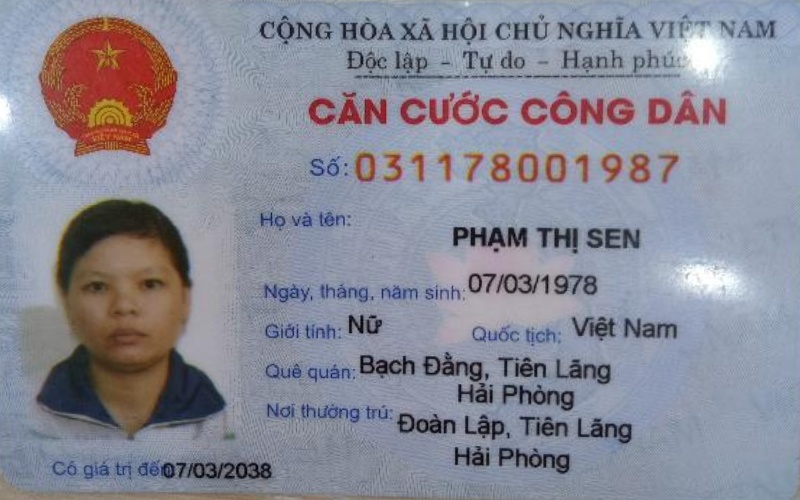 CỘNG HÒA XÃ HỘI CHỦ NGHĨA VIỆT NAM
Độc lập - Tự do - Hạnh phúc
CĂN CƯỚC CÔNG DÂN
Số: 031178001987
Họ và tên:
PHẠM THỊ SEN
Ngày, tháng, năm sinh: 07/03/1978
Giới tính: Nữ Quốc tịch: Việt Nam
Quê quán: Bạch Đằng, Tiên Lãng
Hải Phòng
Nơi thường trú: Đoàn Lập, Tiên Lãng
Hải Phòng
Có giá trị đến 07/03/2038